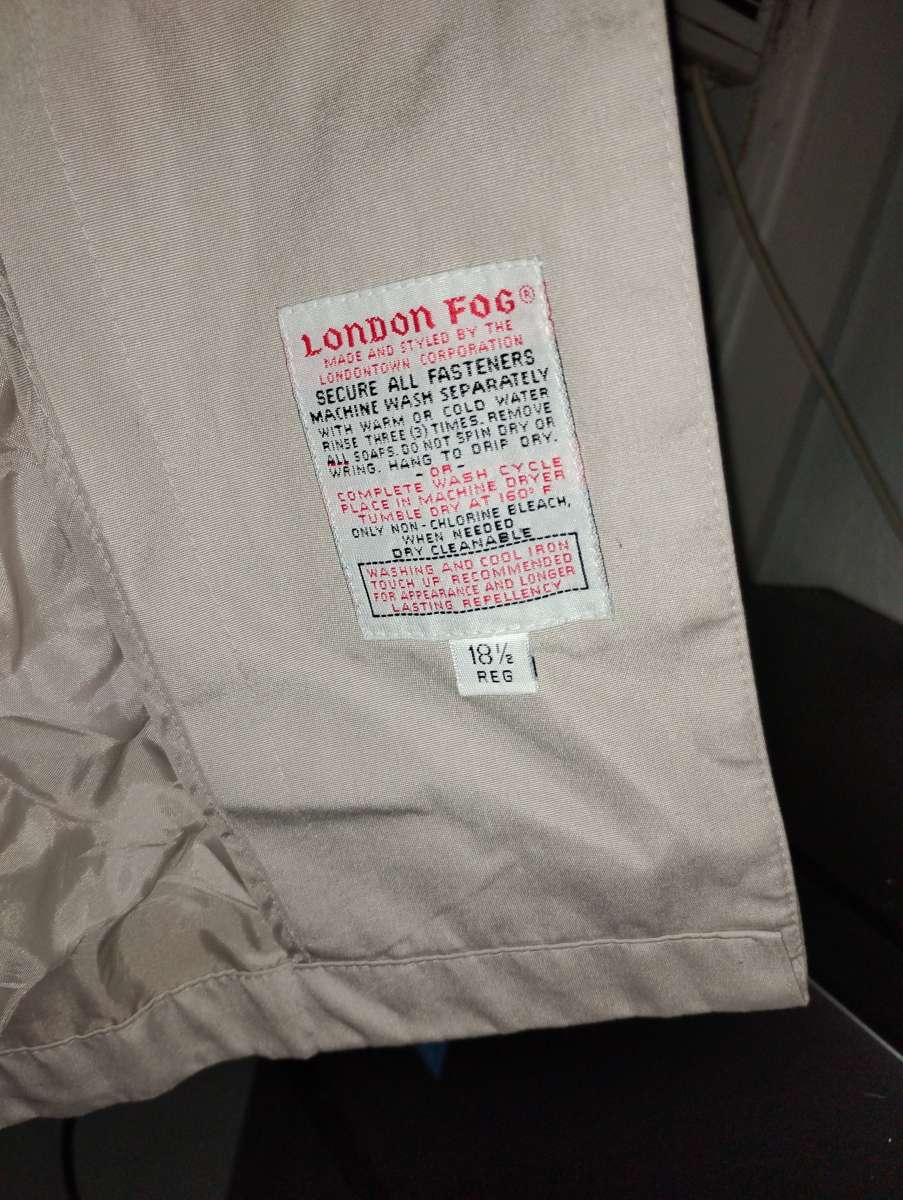 LONDON FOG®
MADE AND STYLED BY THE
LONDONTOWN CORPORATION
SECURE ALL FASTENERS
MACHINE WASH SEPARATELY
WITH WARM OR COLD WATER
RINSE THREE (3) TIMES. REMOVE
ALL SOAPS. DO NOT SPIN DRY OR
WRING. HANG TO DRIP DRY.
- OR -
COMPLETE WASH CYCLE
PLACE IN MACHINE DRYER
TUMBLE DRY AT 160° F
ONLY NON-CHLORINE BLEACH,
WHEN NEEDED
DRY CLEANABLE
WASHING AND COOL IRON
TOUCH UP RECOMMENDED
FOR APPEARANCE AND LONGER
LASTING REPELLENCY
18½
REG